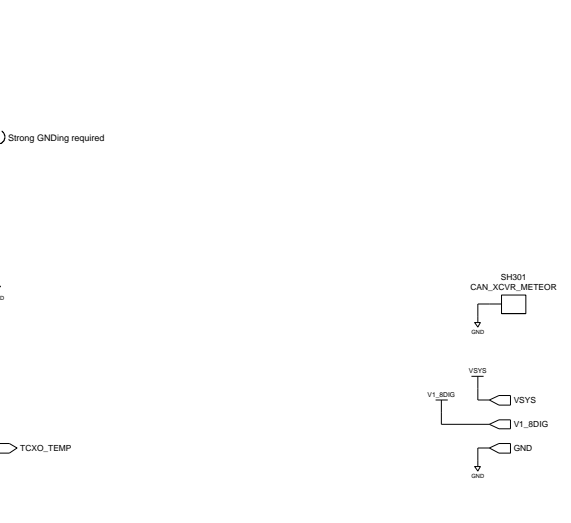 Strong GNDing required
SH301
CAN_XCVR_METEOR
GND
VSYS
V1_8DIG
VSYS
V1_8DIG
TCXO_TEMP
GND
GND